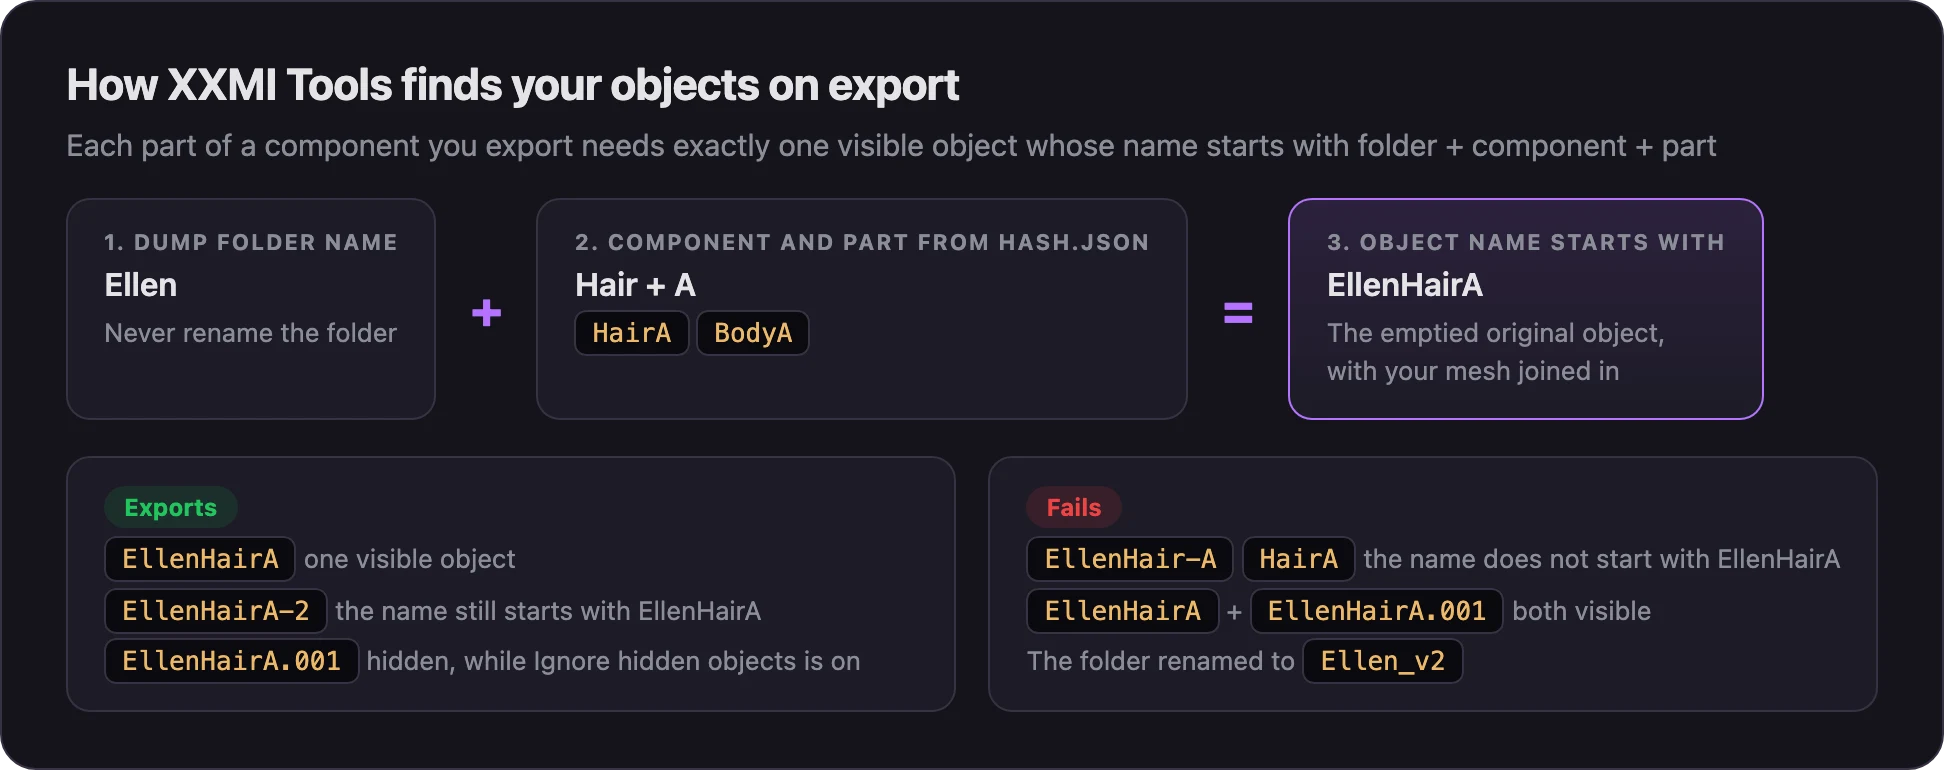 How XXMI Tools finds your objects on export
Each part of a component you export needs exactly one visible object whose name starts with folder + component + part
1. DUMP FOLDER NAME
Ellen
Never rename the folder
+
2. COMPONENT AND PART FROM HASH.JSON
Hair + A
HairA BodyA
=
3. OBJECT NAME STARTS WITH
EllenHairA
The emptied original object,
with your mesh joined in
Exports
EllenHairA one visible object
EllenHairA-2 the name still starts with EllenHairA
EllenHairA.001 hidden, while Ignore hidden objects is on
Fails
EllenHair-A HairA the name does not start with EllenHairA
EllenHairA + EllenHairA.001 both visible
The folder renamed to Ellen_v2